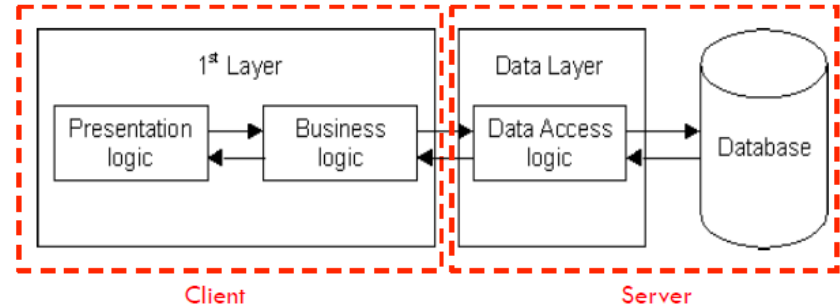 1st Layer
Presentation
logic
Business
logic
Data Layer
Data Access
logic
Database
Client
Server